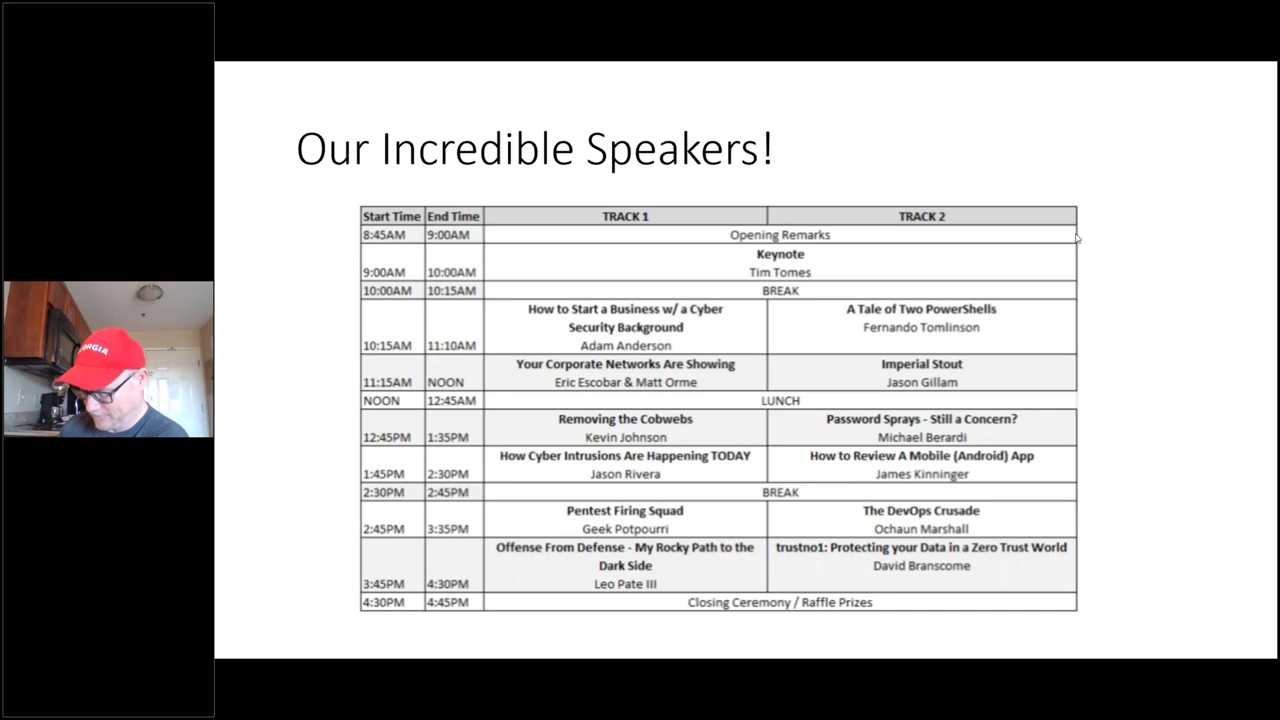 Our Incredible Speakers!
Start Time End Time TRACK 1 TRACK 2
8:45AM 9:00AM Opening Remarks
Keynote
9:00AM 10:00AM Tim Tomes
10:00AM 10:15AM BREAK
How to Start a Business w/ a Cyber A Tale of Two PowerShells
Security Background Fernando Tomlinson
10:15AM 11:10AM Adam Anderson
Your Corporate Networks Are Showing Imperial Stout
11:15AM NOON Eric Escobar & Matt Orme Jason Gillam
NOON 12:45AM LUNCH
Removing the Cobwebs Password Sprays - Still a Concern?
12:45PM 1:35PM Kevin Johnson Michael Berardi
How Cyber Intrusions Are Happening TODAY How to Review A Mobile (Android) App
1:45PM 2:30PM Jason Rivera James Kinninger
2:30PM 2:45PM BREAK
Pentest Firing Squad The DevOps Crusade
2:45PM 3:35PM Geek Potpourri Ochaun Marshall
Offense From Defense - My Rocky Path to the trustno1: Protecting your Data in a Zero Trust World
Dark Side David Branscome
3:45PM 4:30PM Leo Pate III
4:30PM 4:45PM Closing Ceremony / Raffle Prizes